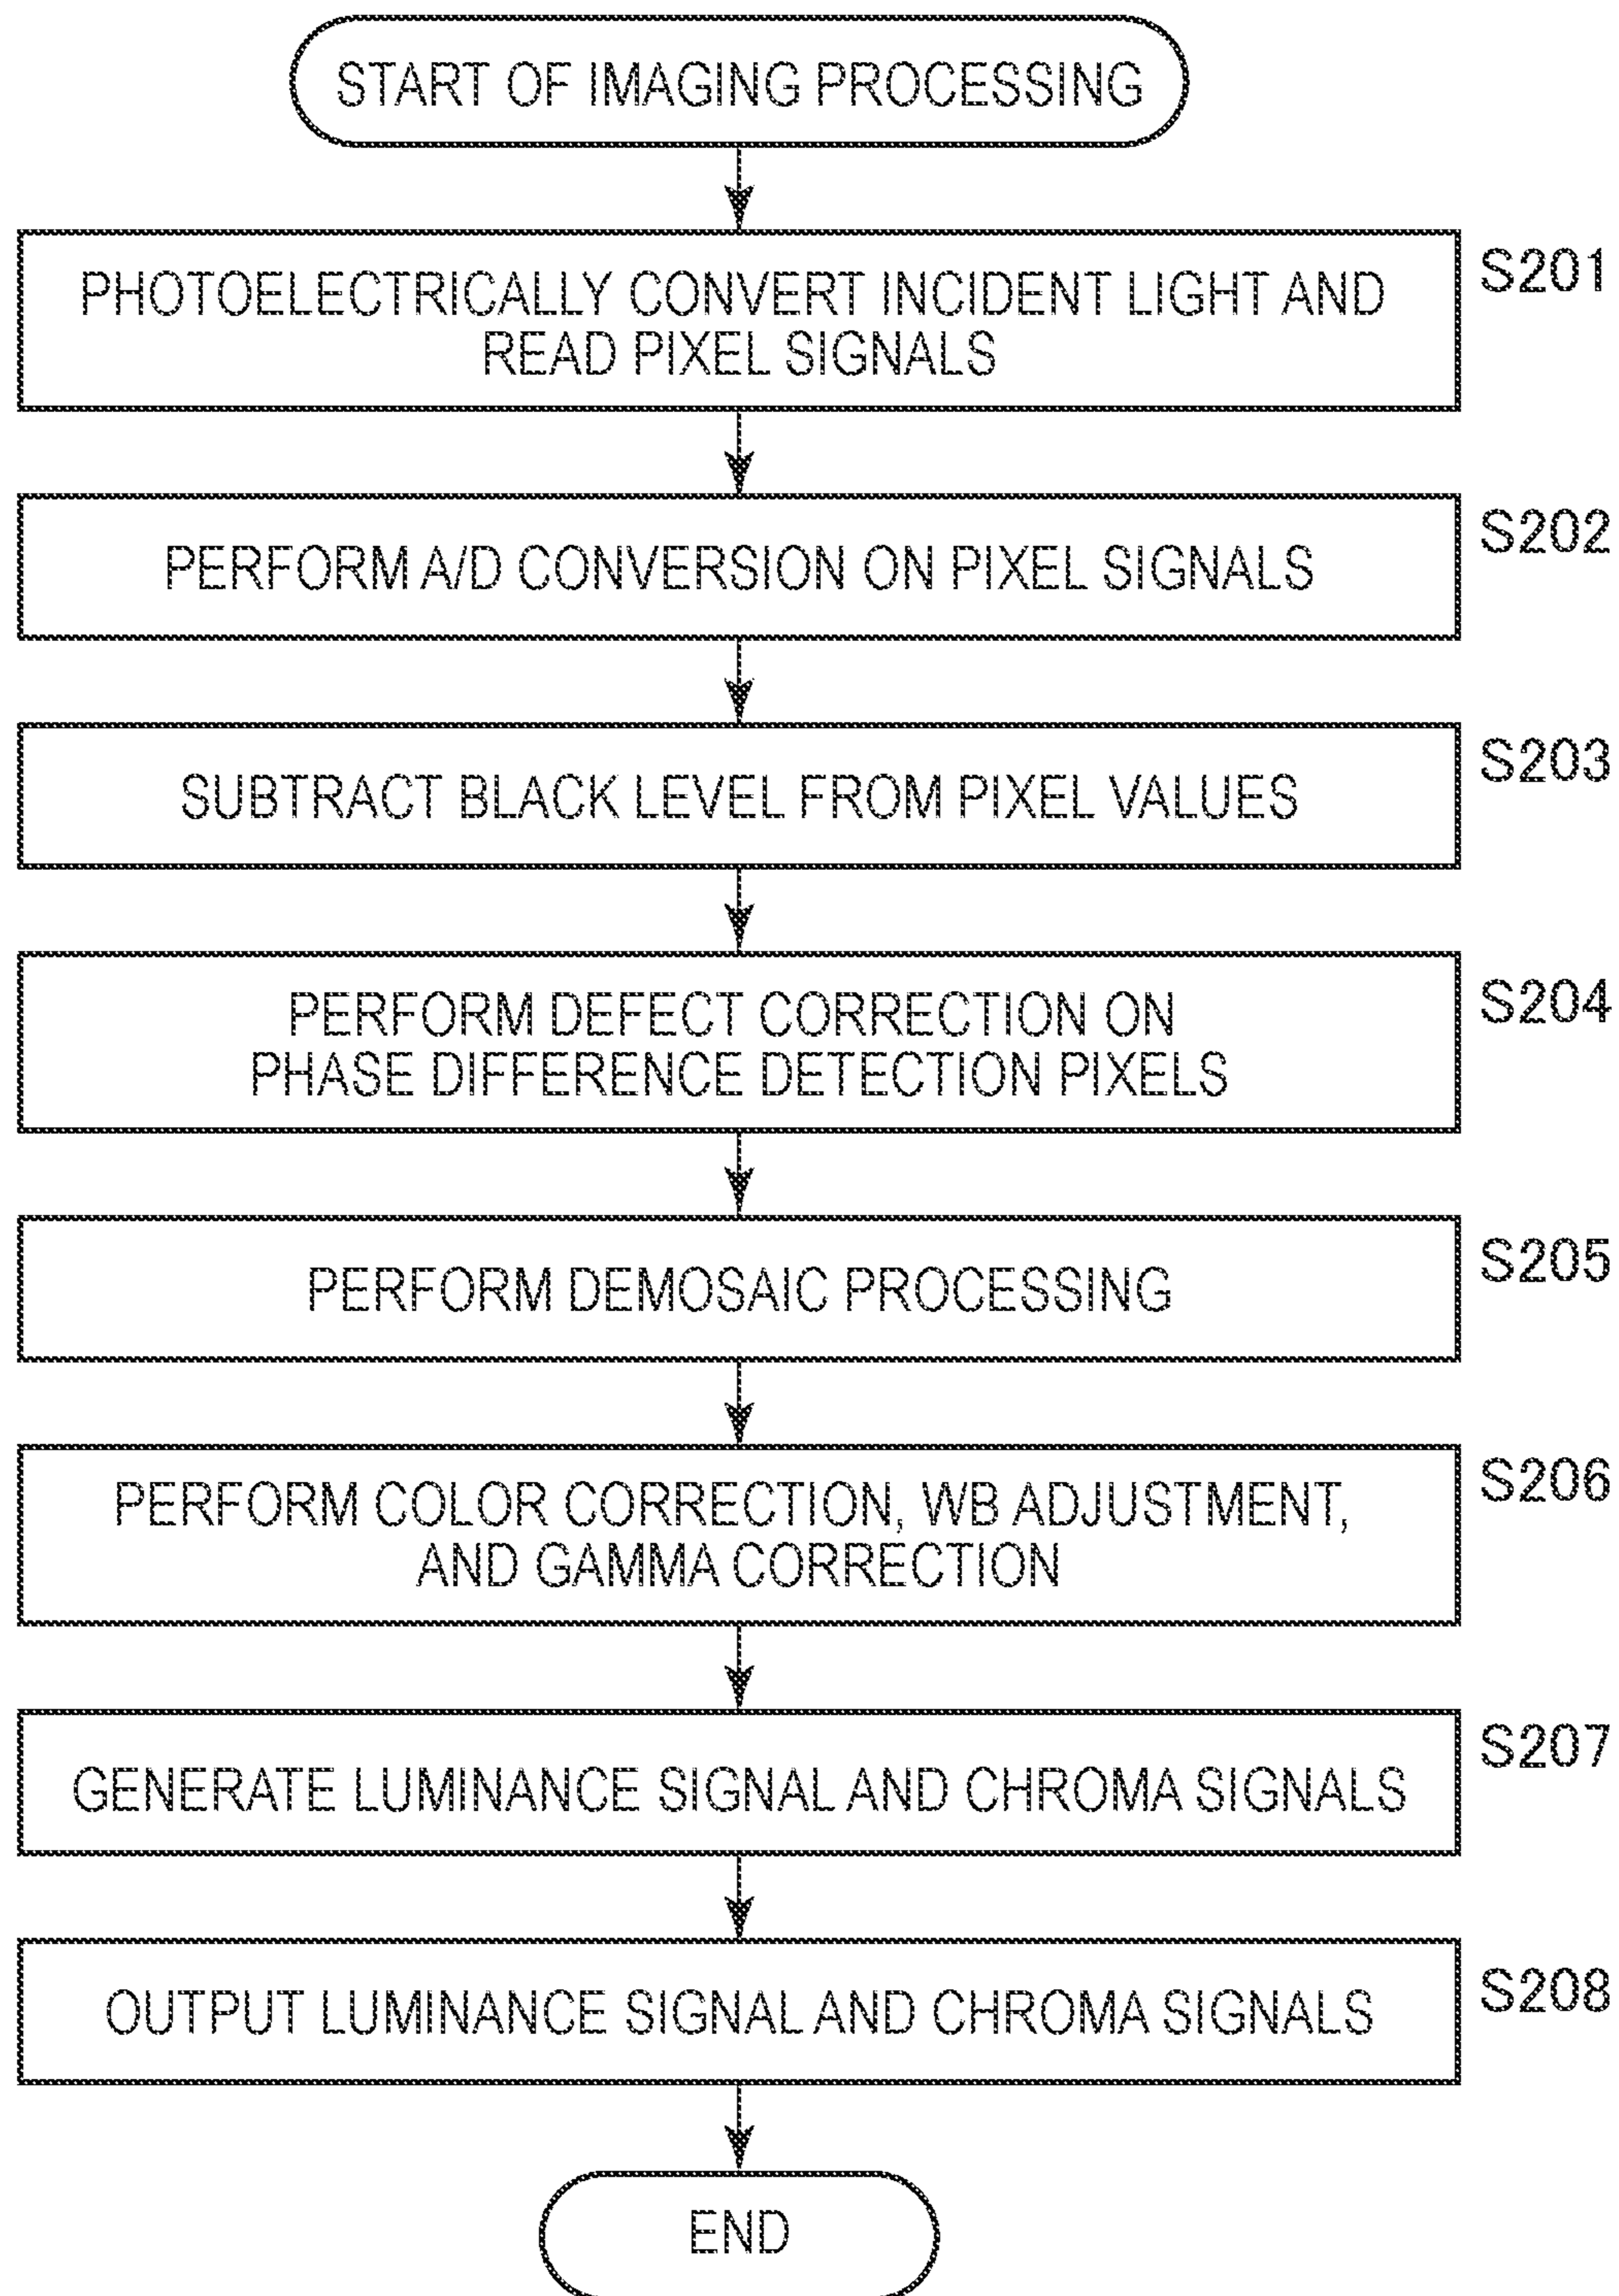 START OF IMAGING PROCESSING
PHOTOELECTRICALLY CONVERT INCIDENT LIGHT AND
READ PIXEL SIGNALS
S201
PERFORM A/D CONVERSION ON PIXEL SIGNALS
S202
SUBTRACT BLACK LEVEL FROM PIXEL VALUES
S203
PERFORM DEFECT CORRECTION ON
PHASE DIFFERENCE DETECTION PIXELS
S204
PERFORM DEMOSAIC PROCESSING
S205
PERFORM COLOR CORRECTION, WB ADJUSTMENT,
AND GAMMA CORRECTION
S206
GENERATE LUMINANCE SIGNAL AND CHROMA SIGNALS
S207
OUTPUT LUMINANCE SIGNAL AND CHROMA SIGNALS
S208
END